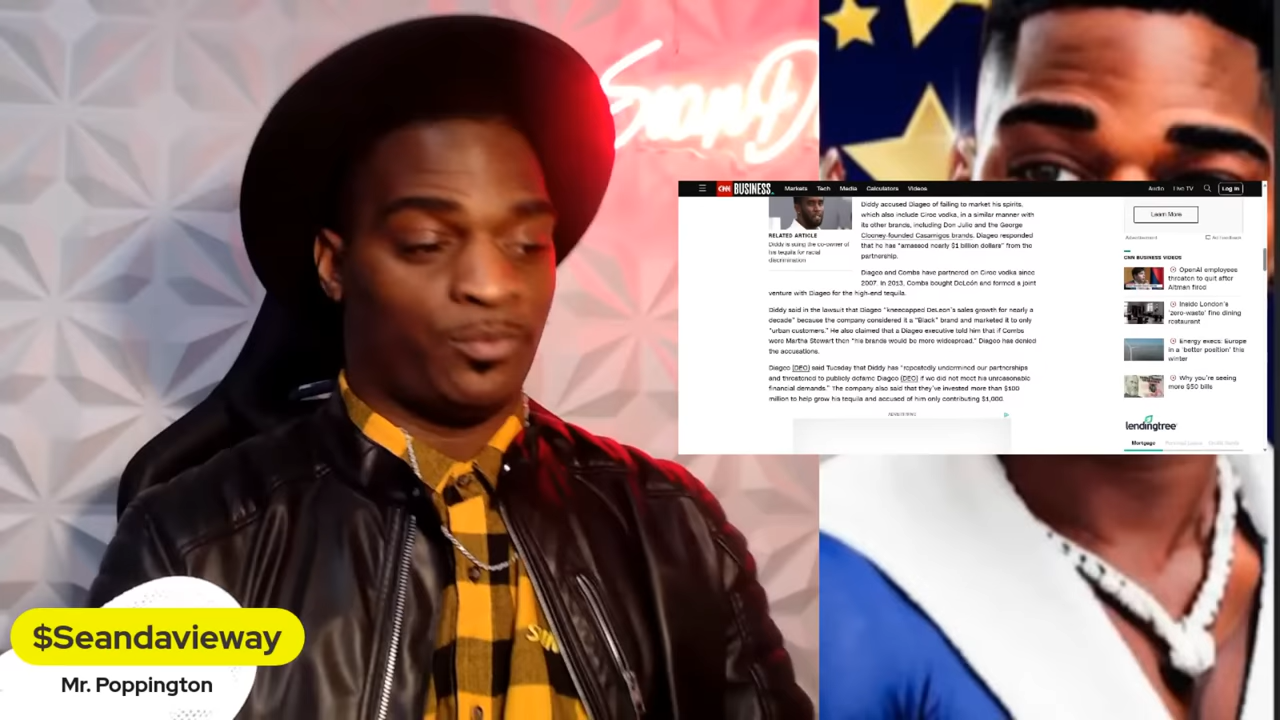 SeanD
CNN BUSINESS Markets Tech Media Calculators Videos Audio Live TV Log In
RELATED ARTICLE
Diddy is suing the co-owner of
his tequila for racial
discrimination
Diddy accused Diageo of failing to market his spirits,
which also include Ciroc vodka, in a similar manner with
its other brands, including Don Julio and the George
Clooney-founded Casamigos brands. Diageo responded
that he has "amassed nearly $1 billion dollars" from the
partnership.
Diageo and Combs have partnered on Ciroc vodka since
2007. In 2013, Combs bought DeLeón and formed a joint
venture with Diageo for the high-end tequila.
Diddy said in the lawsuit that Diageo "kneecapped DeLeon's sales growth for nearly a
decade" because the company considered it a "Black" brand and marketed it to only
"urban customers." He also claimed that a Diageo executive told him that if Combs
were Martha Stewart then "his brands would be more widespread." Diageo has denied
the accusations.
Diageo (DEO) said Tuesday that Diddy has "repeatedly undermined our partnerships
and threatened to publicly defame Diageo (DEO) if we did not meet his unreasonable
financial demands." The company also said that they've invested more than $100
million to help grow his tequila and accused of him only contributing $1,000.
ADVERTISING
Learn More
Advertisement
Ad Feedback
CNN BUSINESS VIDEOS
OpenAI employees
threaten to quit after
Altman fired
Inside London's
'zero-waste' fine dining
restaurant
Energy execs: Europe
in a 'better position' this
winter
Why you're seeing
more $50 bills
lendingtree
Mortgage Personal Loans
$Seandavieway
Mr. Poppington